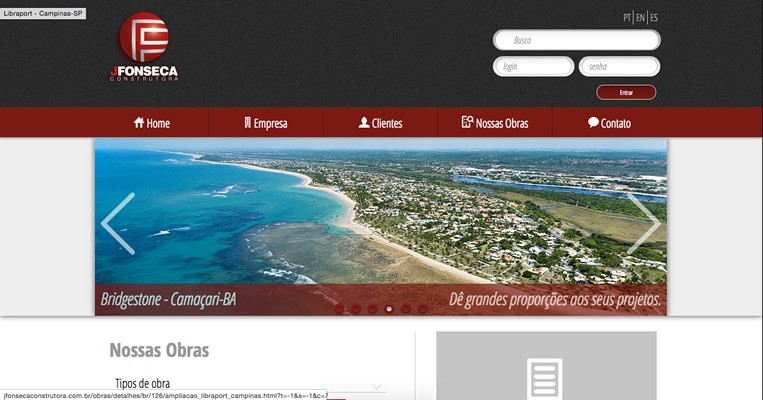 Libraport - Campinas-SP
PT | EN | ES
JFONSECA
CONSTRUTORA
Busca
login
senha
Entrar
Home
Empresa
Clientes
Nossas Obras
Contato
Bridgestone - Camaçari-BA
Dê grandes proporções aos seus projetos.
Nossas Obras
Tipos de obra
jfonsecaconstrutora.com.br/obras/detalhes/br/126/ampliacao_libraport_campinas.html?t=-1&s=-1&c=7